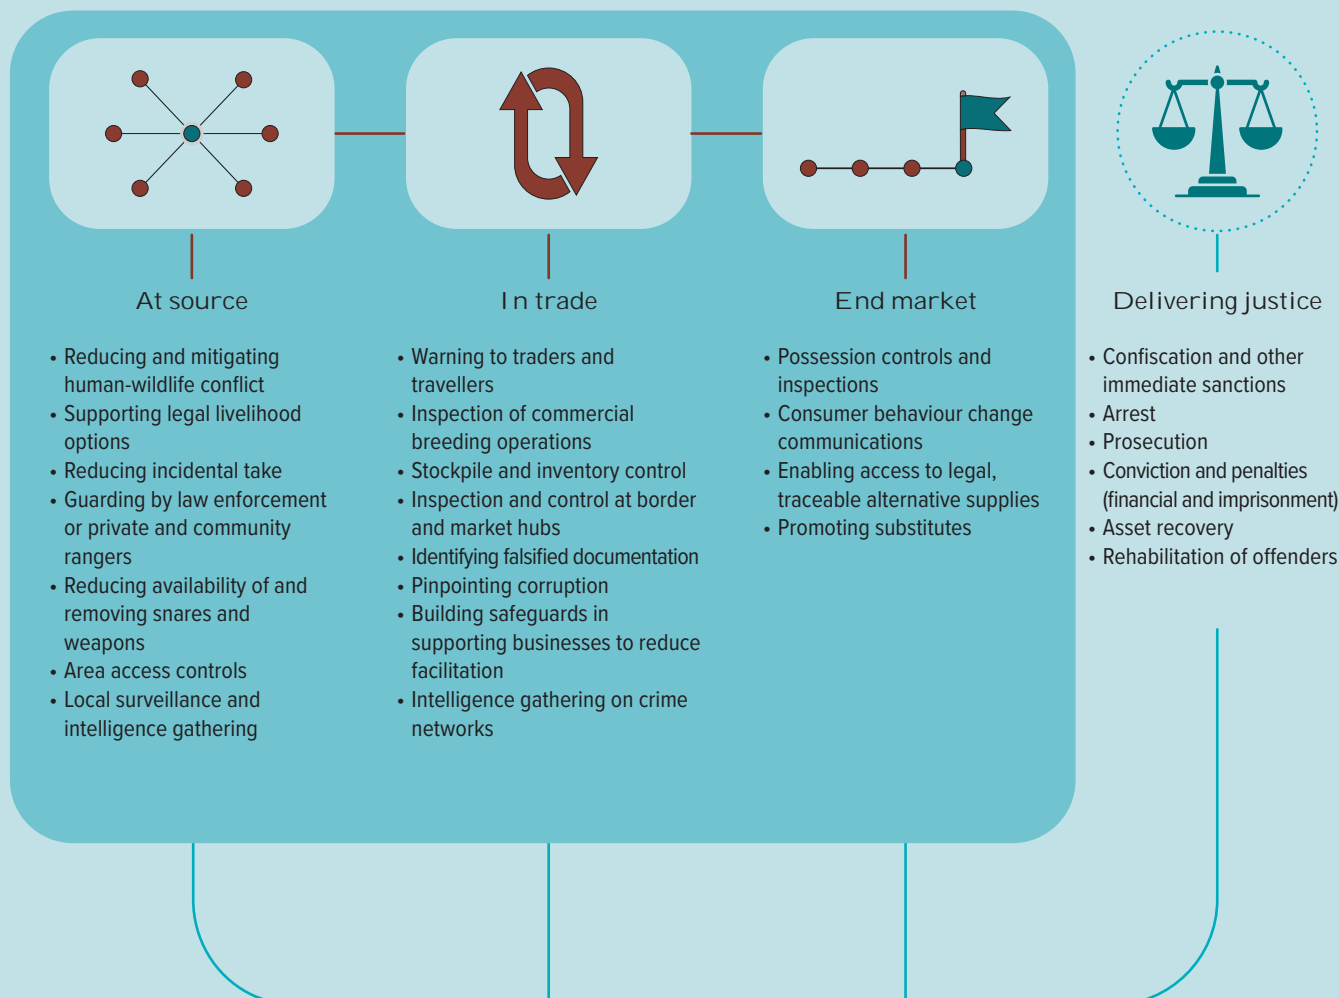 At source
• Reducing and mitigating
human-wildlife conflict
• Supporting legal livelihood
options
• Reducing incidental take
• Guarding by law enforcement
or private and community
rangers
• Reducing availability of and
removing snares and
weapons
• Area access controls
• Local surveillance and
intelligence gathering
In trade
• Warning to traders and
travellers
• Inspection of commercial
breeding operations
• Stockpile and inventory control
• Inspection and control at border
and market hubs
• Identifying falsified documentation
• Pinpointing corruption
• Building safeguards in
supporting businesses to reduce
facilitation
• Intelligence gathering on crime
networks
End market
• Possession controls and
inspections
• Consumer behaviour change
communications
• Enabling access to legal,
traceable alternative supplies
• Promoting substitutes
Delivering justice
• Confiscation and other
immediate sanctions
• Arrest
• Prosecution
• Conviction and penalties
(financial and imprisonment)
• Asset recovery
• Rehabilitation of offenders